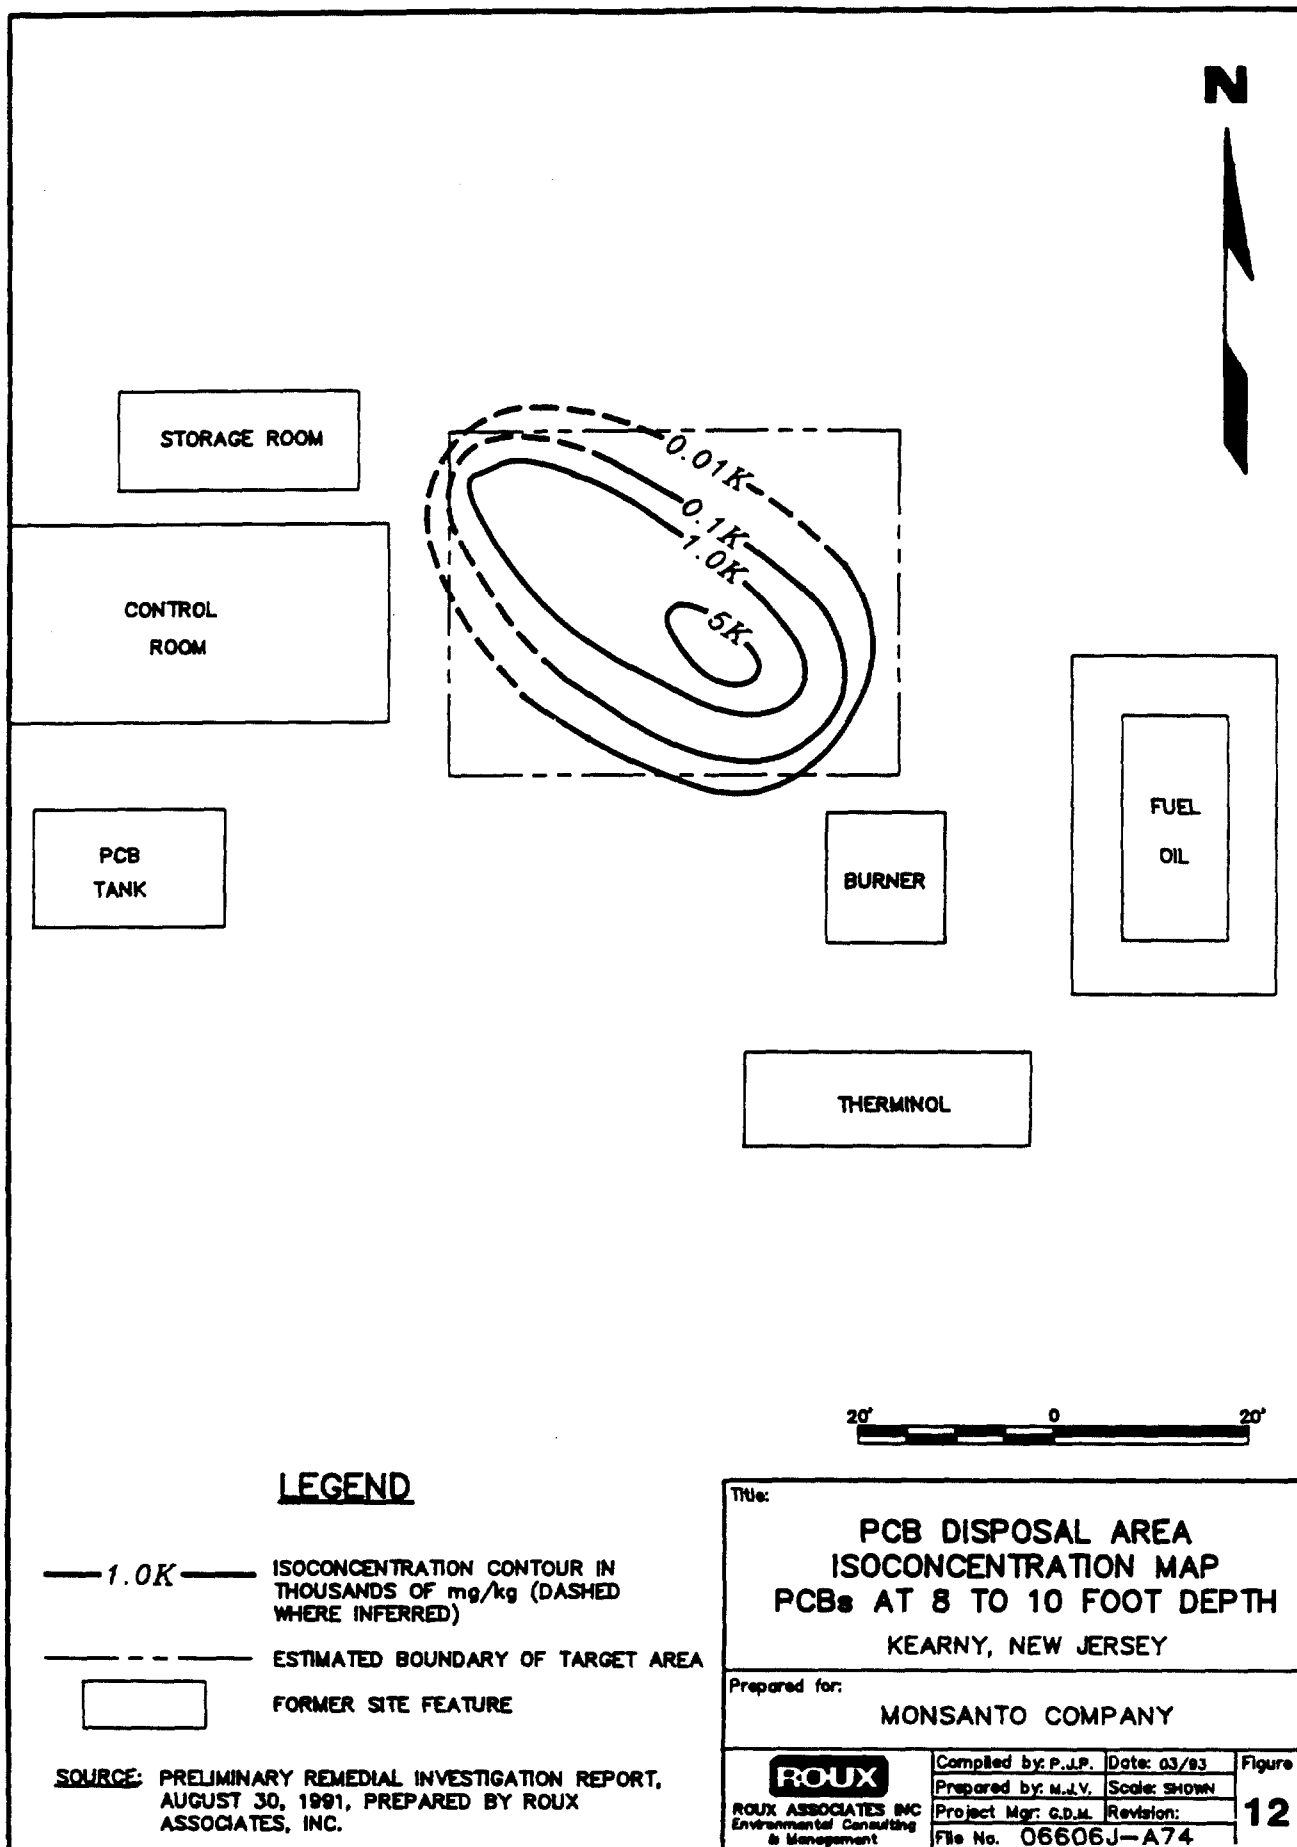 N
STORAGE ROOM
CONTROL
ROOM
PCB
TANK
0.01K
0.1K
1.0K
5K
FUEL
OIL
BURNER
THERMINOL
20' 0 20'
LEGEND
1.0K
ISOCONCENTRATION CONTOUR IN
THOUSANDS OF mg/kg (DASHED
WHERE INFERRED)
ESTIMATED BOUNDARY OF TARGET AREA
FORMER SITE FEATURE
SOURCE: PRELIMINARY REMEDIAL INVESTIGATION REPORT,
AUGUST 30, 1991, PREPARED BY ROUX
ASSOCIATES, INC.
Title:
PCB DISPOSAL AREA
ISOCONCENTRATION MAP
PCBs AT 8 TO 10 FOOT DEPTH
KEARNY, NEW JERSEY
Prepared for:
MONSANTO COMPANY
ROUX
ROUX ASSOCIATES INC
Environmental Consulting
& Management
Compiled by: P.J.P. Date: 03/93
Prepared by: M.J.V. Scale: SHOWN
Project Mgr: G.D.M. Revision:
File No. 06606J-A74
Figure
12